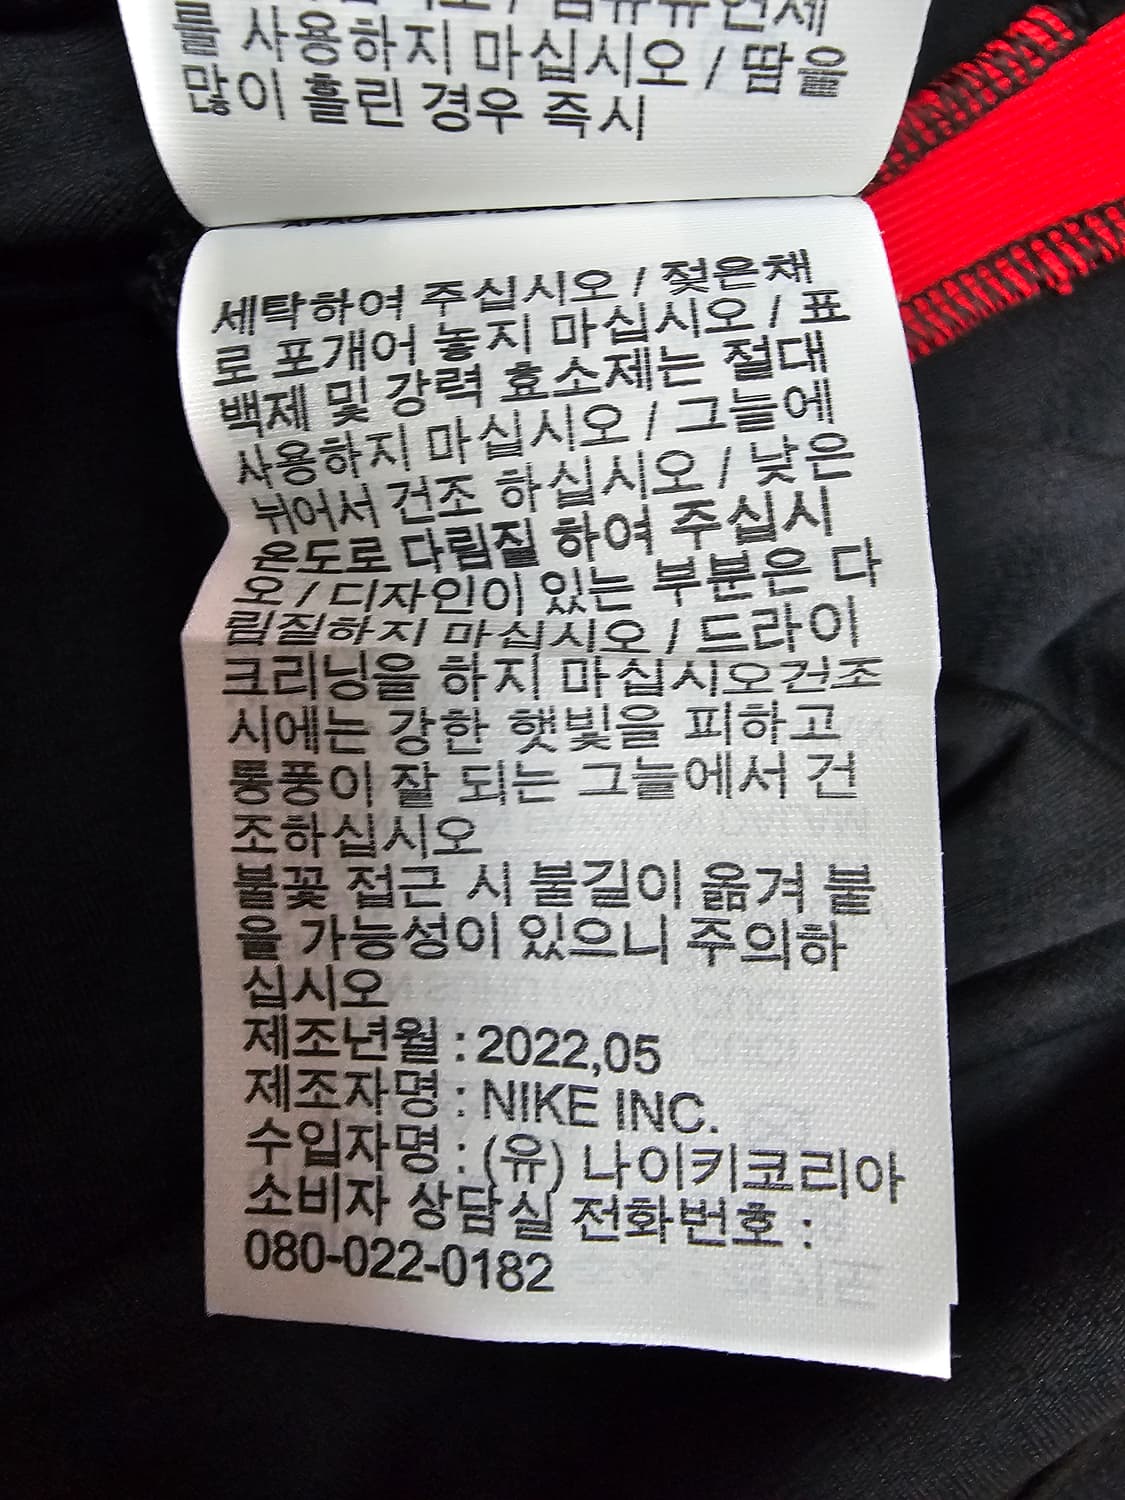 섬유유연제
를 사용하지 마십시오 / 땀을
많이 흘린 경우 즉시
세탁하여 주십시오 / 젖은채
로 포개어 놓지 마십시오 / 표
백제 및 강력 효소제는 절대
사용하지 마십시오 / 그늘에
뉘어서 건조 하십시오 / 낮은
온도로 다림질 하여 주십시
오 / 디자인이 있는 부분은 다
림질하지 마십시오 / 드라이
크리닝을 하지 마십시오건조
시에는 강한 햇빛을 피하고
통풍이 잘 되는 그늘에서 건
조하십시오
불꽃 접근 시 불길이 옮겨 붙
을 가능성이 있으니 주의하
십시오
제조년월 : 2022,05
제조자명 : NIKE INC.
수입자명 : (유) 나이키코리아
소비자 상담실 전화번호 :
080-022-0182